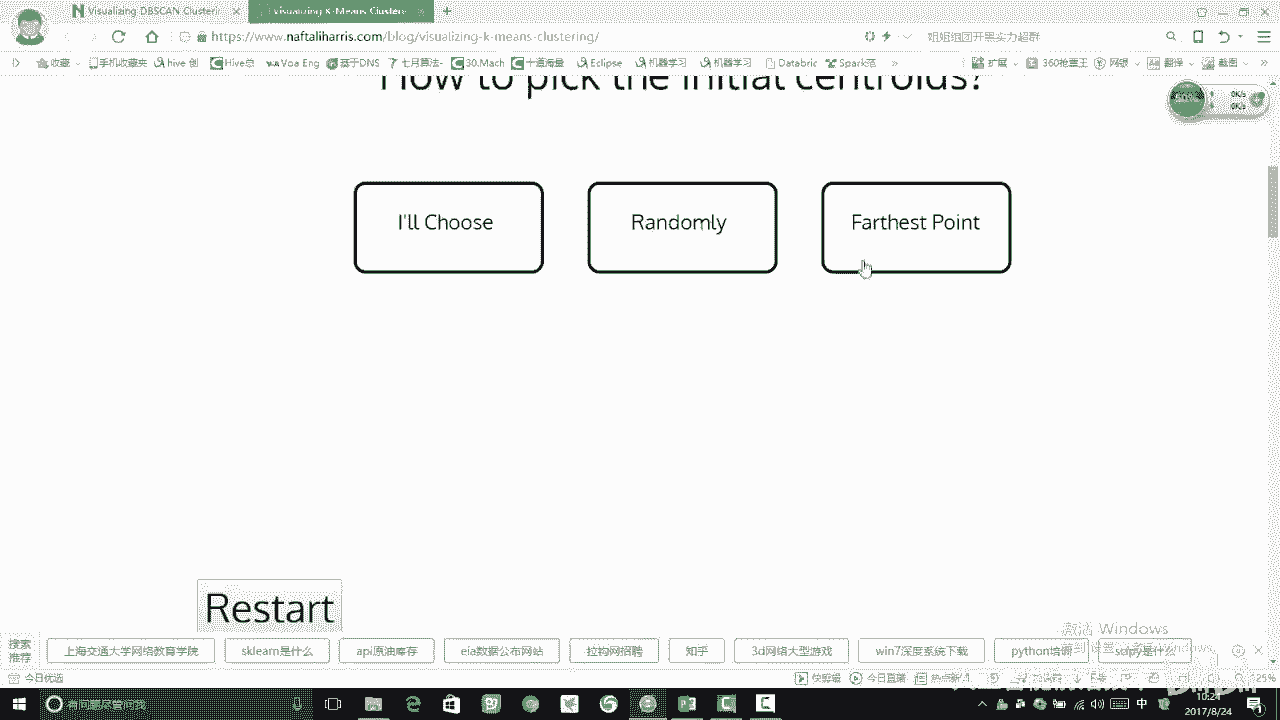 Visualizing DBSCAN Clusterin
Visualizing K-Means Clusterin
https://www.naftaliharris.com/blog/visualizing-k-means-clustering/
姐姐组团开黑实力超群
收藏 手机收藏夹 hive 创 Hive总 Voa Eng 基于DNS 七月算法- 30.Mach 十道海量 Eclipse 机器学习 机器学习 Databric Spark范 »
扩展 360抢票王 网银 翻译 截图 »
How to pick the initial centroids?
I'll Choose
Randomly
Farthest Point
Restart
激活 Windows
搜索推荐
上海交通大学网络教育学院
sklearn是什么
api原油库存
eia数据公布网站
拉构网招聘
知乎
3d网络大型游戏
win7深度系统下载
python培训
scipy是什么
今日优选
快剪辑
今日直播
有问题尽管问我
10:24
2017/8/24